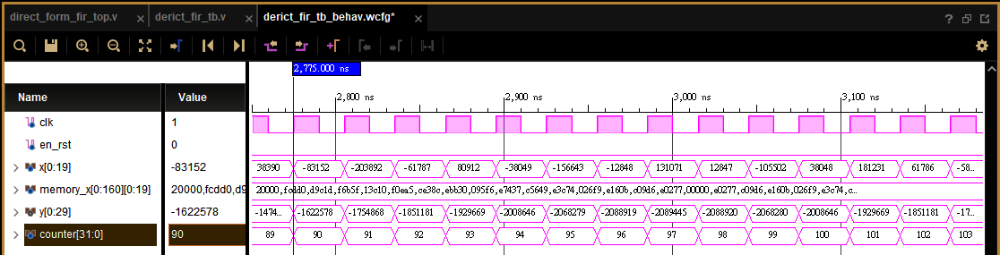 direct_form_fir_top.v × derict_fir_tb.v × derict_fir_tb_behav.wcfg* × ?
2,775.000 ns
Name Value
2,800 ns 2,900 ns 3,000 ns 3,100 ns
clk 1
en_rst 0
x[0:19] -83152 38390 -83152 -203892 -61787 80912 -38049 -156643 -12848 131071 12847 -105502 38048 181231 61786 -58...
memory_x[0:160][0:19] 20000,fcdd0,d9 20000,fcdd0,d9c1d,f6b5f,13c10,f0ea5,ce38c,ebb30,095f6,e7437,c5649,e3c74,026f9,e160b,c09d6,e0277,00000,e0277,c09d6,e160b,026f9,e3c74,c...
y[0:29] -1622578 -1474... -1622578 -1754868 -1851181 -1929669 -2008646 -2068279 -2088919 -2089445 -2088920 -2068280 -2008646 -1929669 -1851181 -17...
counter[31:0] 90 89 90 91 92 93 94 95 96 97 98 99 100 101 102 103